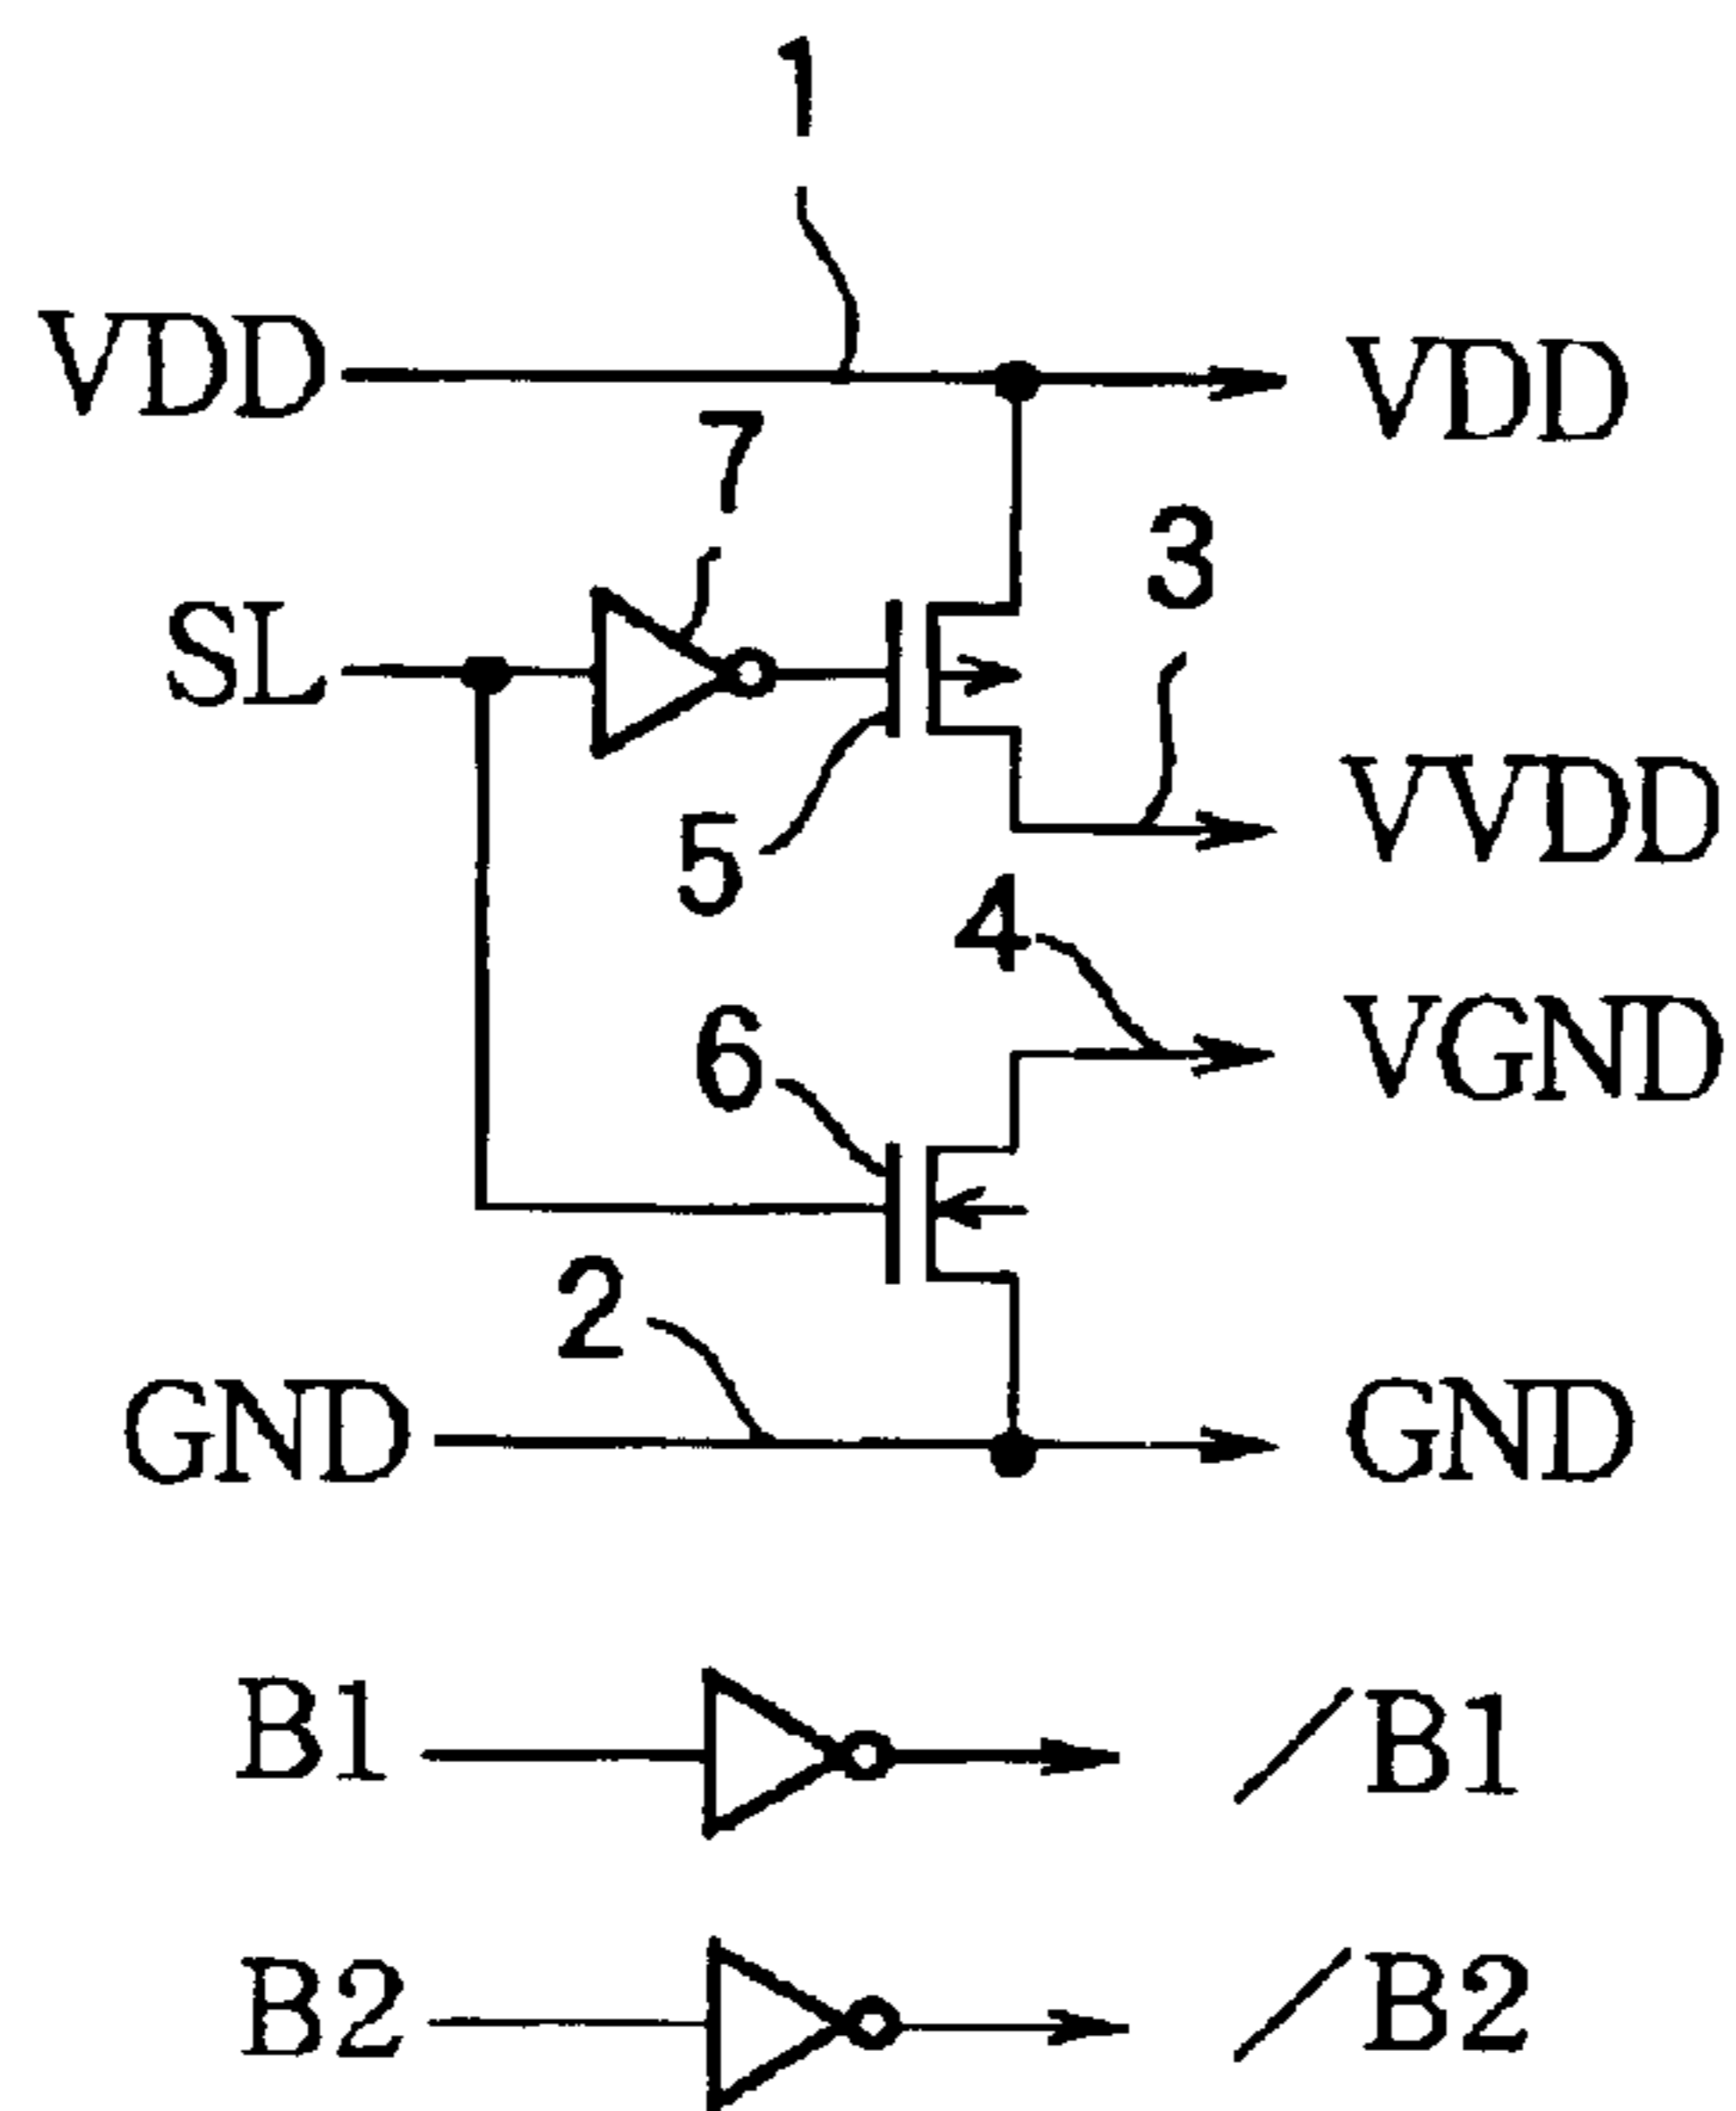 1
VDD VDD
7
3
SL
5
VVDD
4
VGND
6
2
GND GND
B1 /B1
B2 /B2